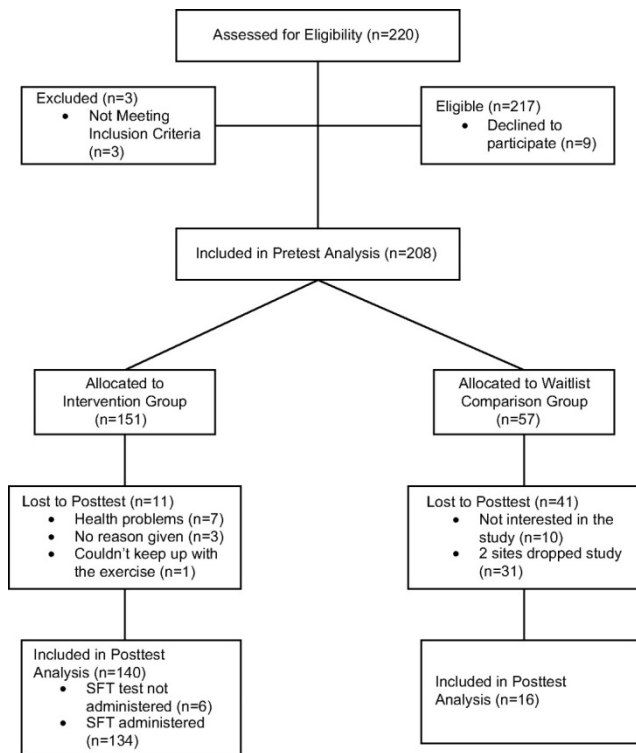 Assessed for Eligibility (n=220)
Excluded (n=3)
• Not Meeting
Inclusion Criteria
(n=3)
Eligible (n=217)
• Declined to
participate (n=9)
Included in Pretest Analysis (n=208)
Allocated to
Intervention Group
(n=151)
Allocated to Waitlist
Comparison Group
(n=57)
Lost to Posttest (n=11)
• Health problems (n=7)
• No reason given (n=3)
• Couldn't keep up with
the exercise (n=1)
Lost to Posttest (n=41)
• Not interested in the
study (n=10)
• 2 sites dropped study
(n=31)
Included in Posttest
Analysis (n=140)
• SFT test not
administered (n=6)
• SFT administered
(n=134)
Included in Posttest
Analysis (n=16)